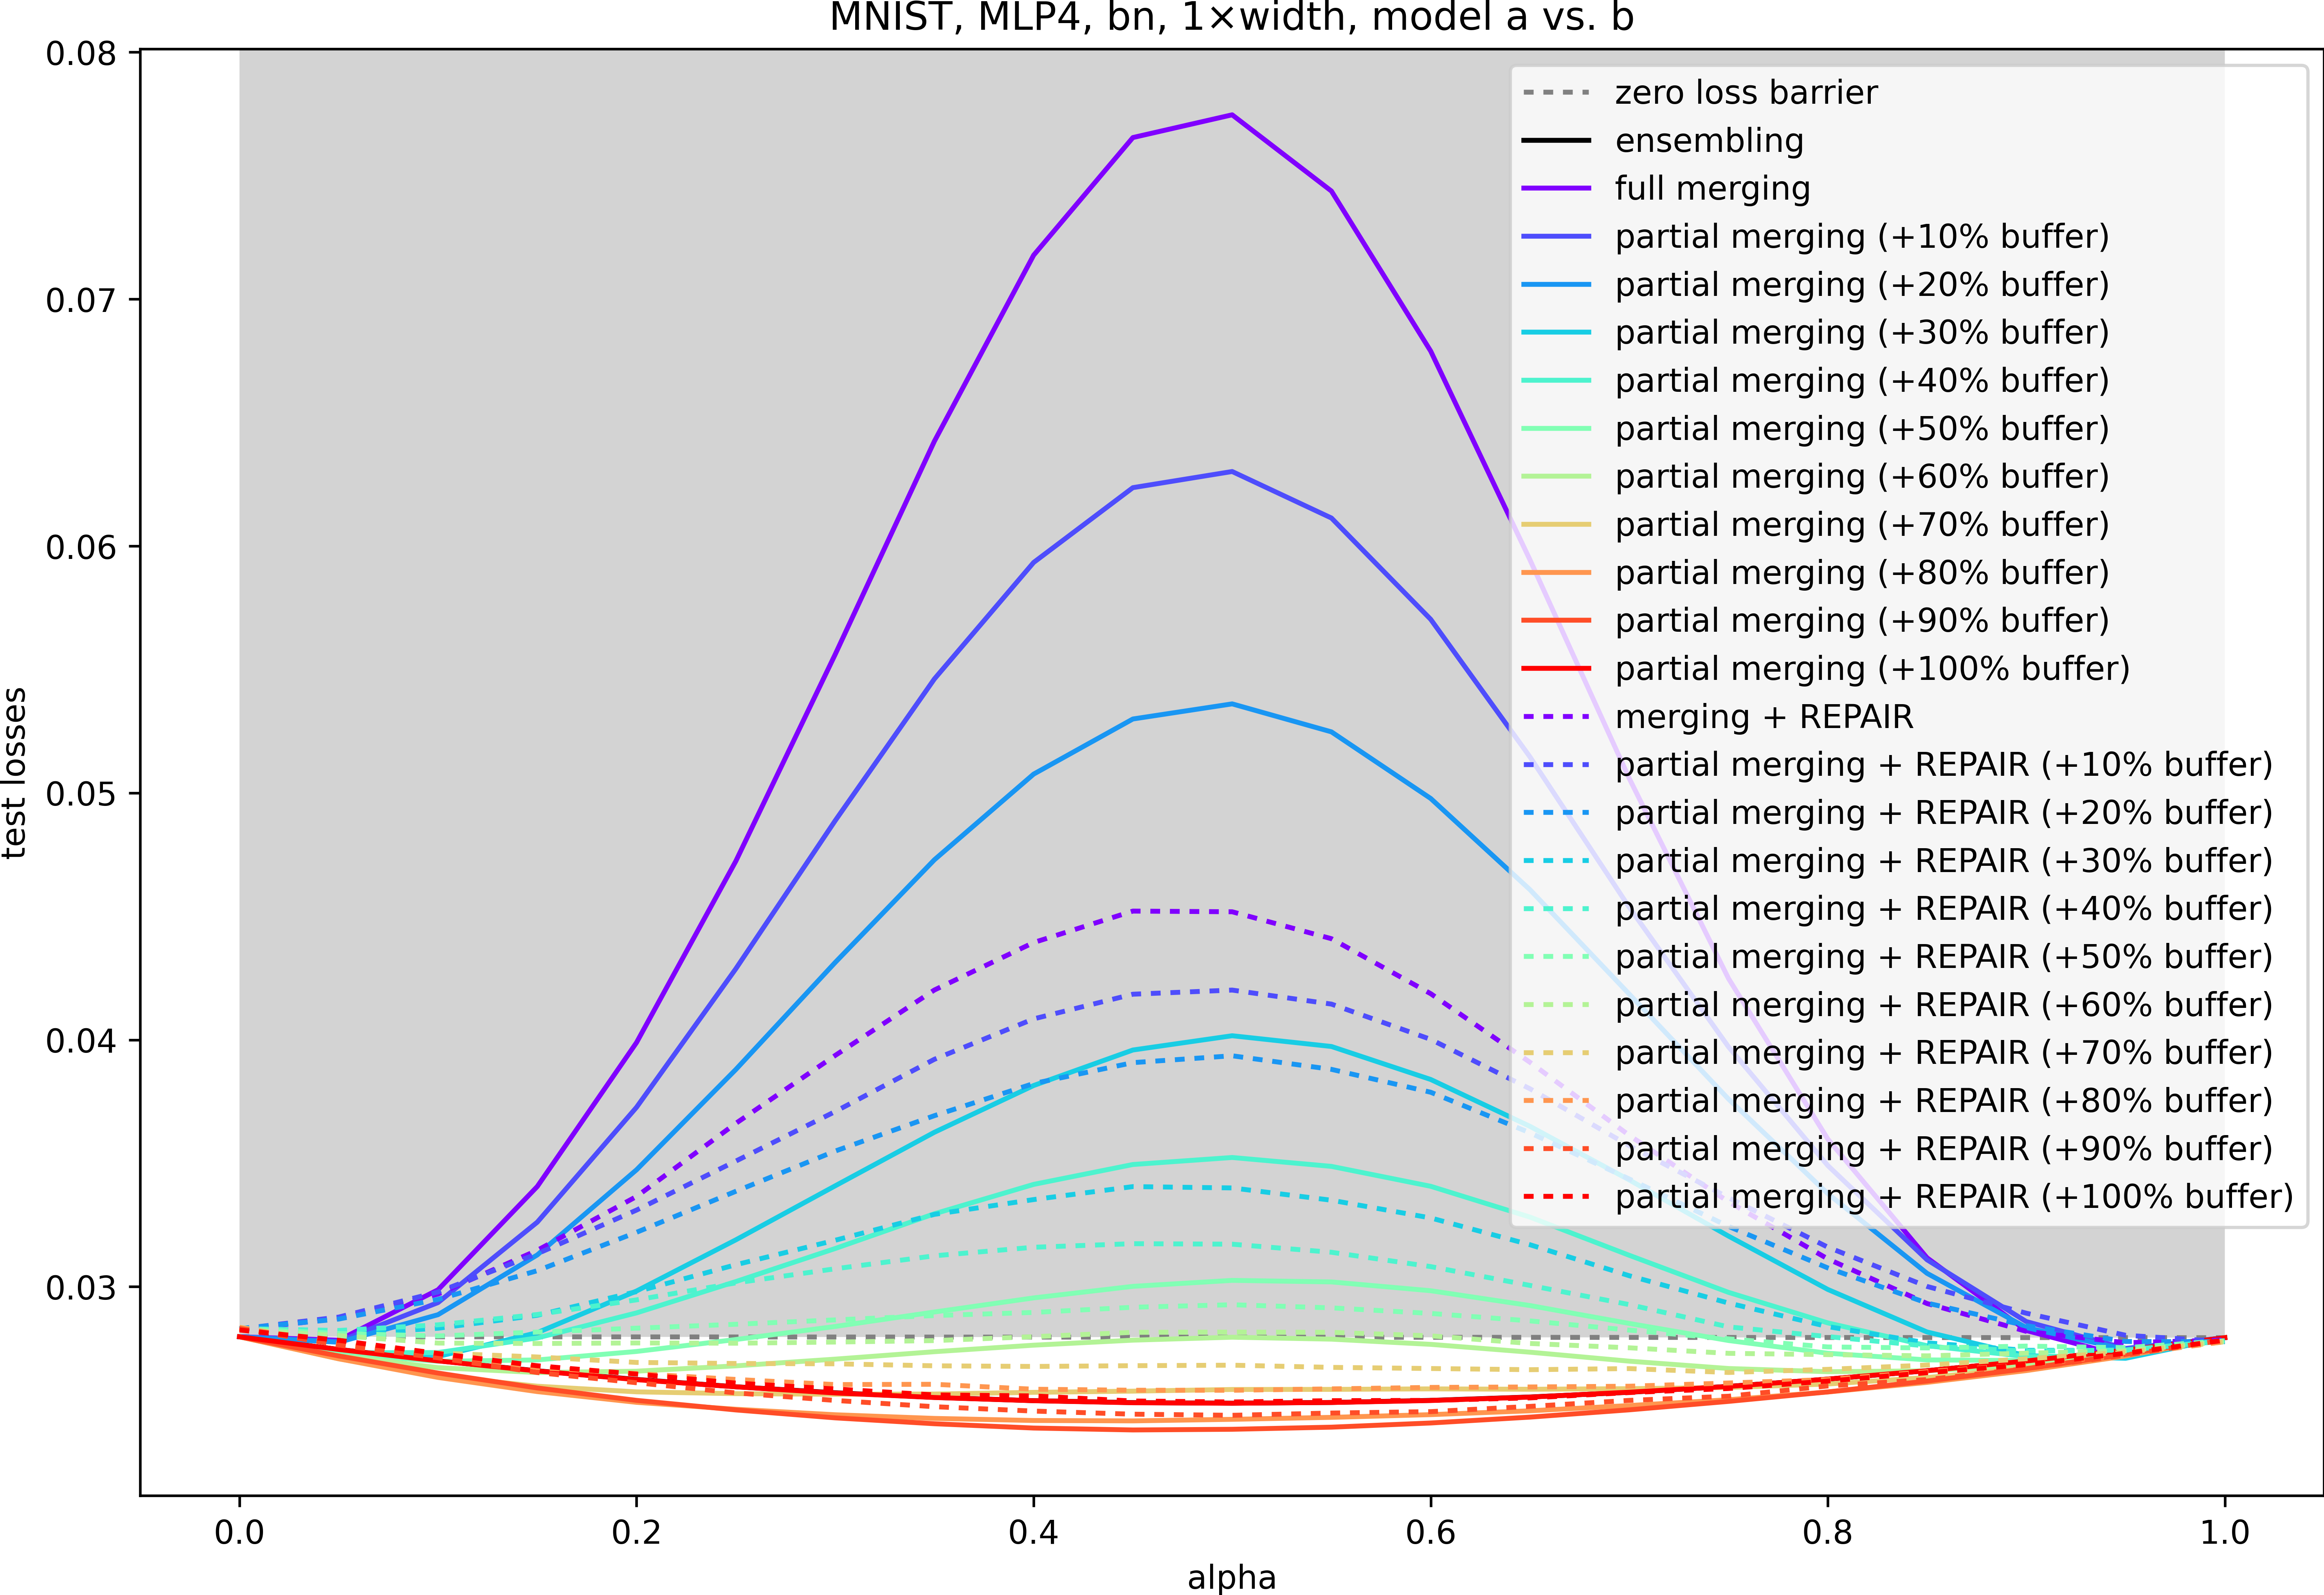 MNIST, MLP4, bn, 1×width, model a vs. b
0.08
0.07
0.06
0.05
0.04
0.03
test losses
zero loss barrier
ensembling
full merging
partial merging (+10% buffer)
partial merging (+20% buffer)
partial merging (+30% buffer)
partial merging (+40% buffer)
partial merging (+50% buffer)
partial merging (+60% buffer)
partial merging (+70% buffer)
partial merging (+80% buffer)
partial merging (+90% buffer)
partial merging (+100% buffer)
merging + REPAIR
partial merging + REPAIR (+10% buffer)
partial merging + REPAIR (+20% buffer)
partial merging + REPAIR (+30% buffer)
partial merging + REPAIR (+40% buffer)
partial merging + REPAIR (+50% buffer)
partial merging + REPAIR (+60% buffer)
partial merging + REPAIR (+70% buffer)
partial merging + REPAIR (+80% buffer)
partial merging + REPAIR (+90% buffer)
partial merging + REPAIR (+100% buffer)
0.0 0.2 0.4 0.6 0.8 1.0
alpha